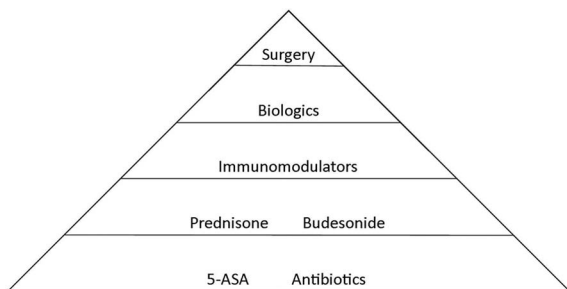 Surgery
Biologics
Immunomodulators
Prednisone Budesonide
5-ASA Antibiotics